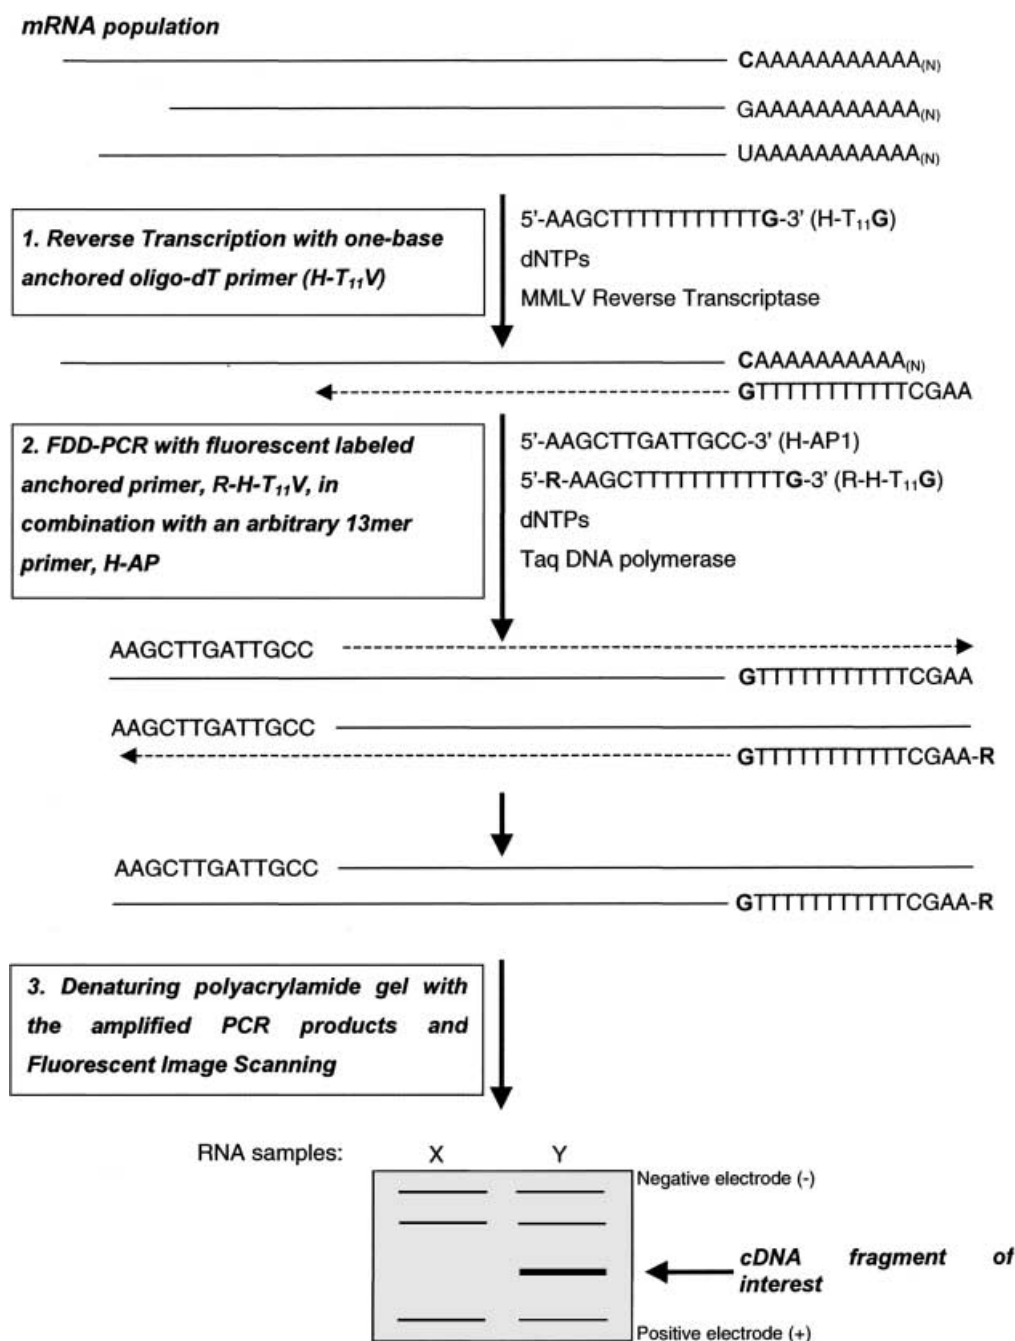 mRNA population
CAAAAAAAAAAA(N)
GAAAAAAAAAAA(N)
UAAAAAAAAAAA(N)
1. Reverse Transcription with one-base
anchored oligo-dT primer (H-T₁₁V)
5'-AAGCTTTTTTTTTTTG-3' (H-T₁₁G)
dNTPs
MMLV Reverse Transcriptase
CAAAAAAAAAA(N)
GTTTTTTTTTTTCGAA
2. FDD-PCR with fluorescent labeled
anchored primer, R-H-T₁₁V, in
combination with an arbitrary 13mer
primer, H-AP
5'-AAGCTTGATTGCC-3' (H-AP1)
5'-R-AAGCTTTTTTTTTTTG-3' (R-H-T₁₁G)
dNTPs
Taq DNA polymerase
AAGCTTGATTGCC
GTTTTTTTTTTTCGAA
AAGCTTGATTGCC
GTTTTTTTTTTTCGAA-R
AAGCTTGATTGCC
GTTTTTTTTTTTCGAA-R
3. Denaturing polyacrylamide gel with
the amplified PCR products and
Fluorescent Image Scanning
RNA samples: X Y
Negative electrode (-)
cDNA fragment of
interest
Positive electrode (+)